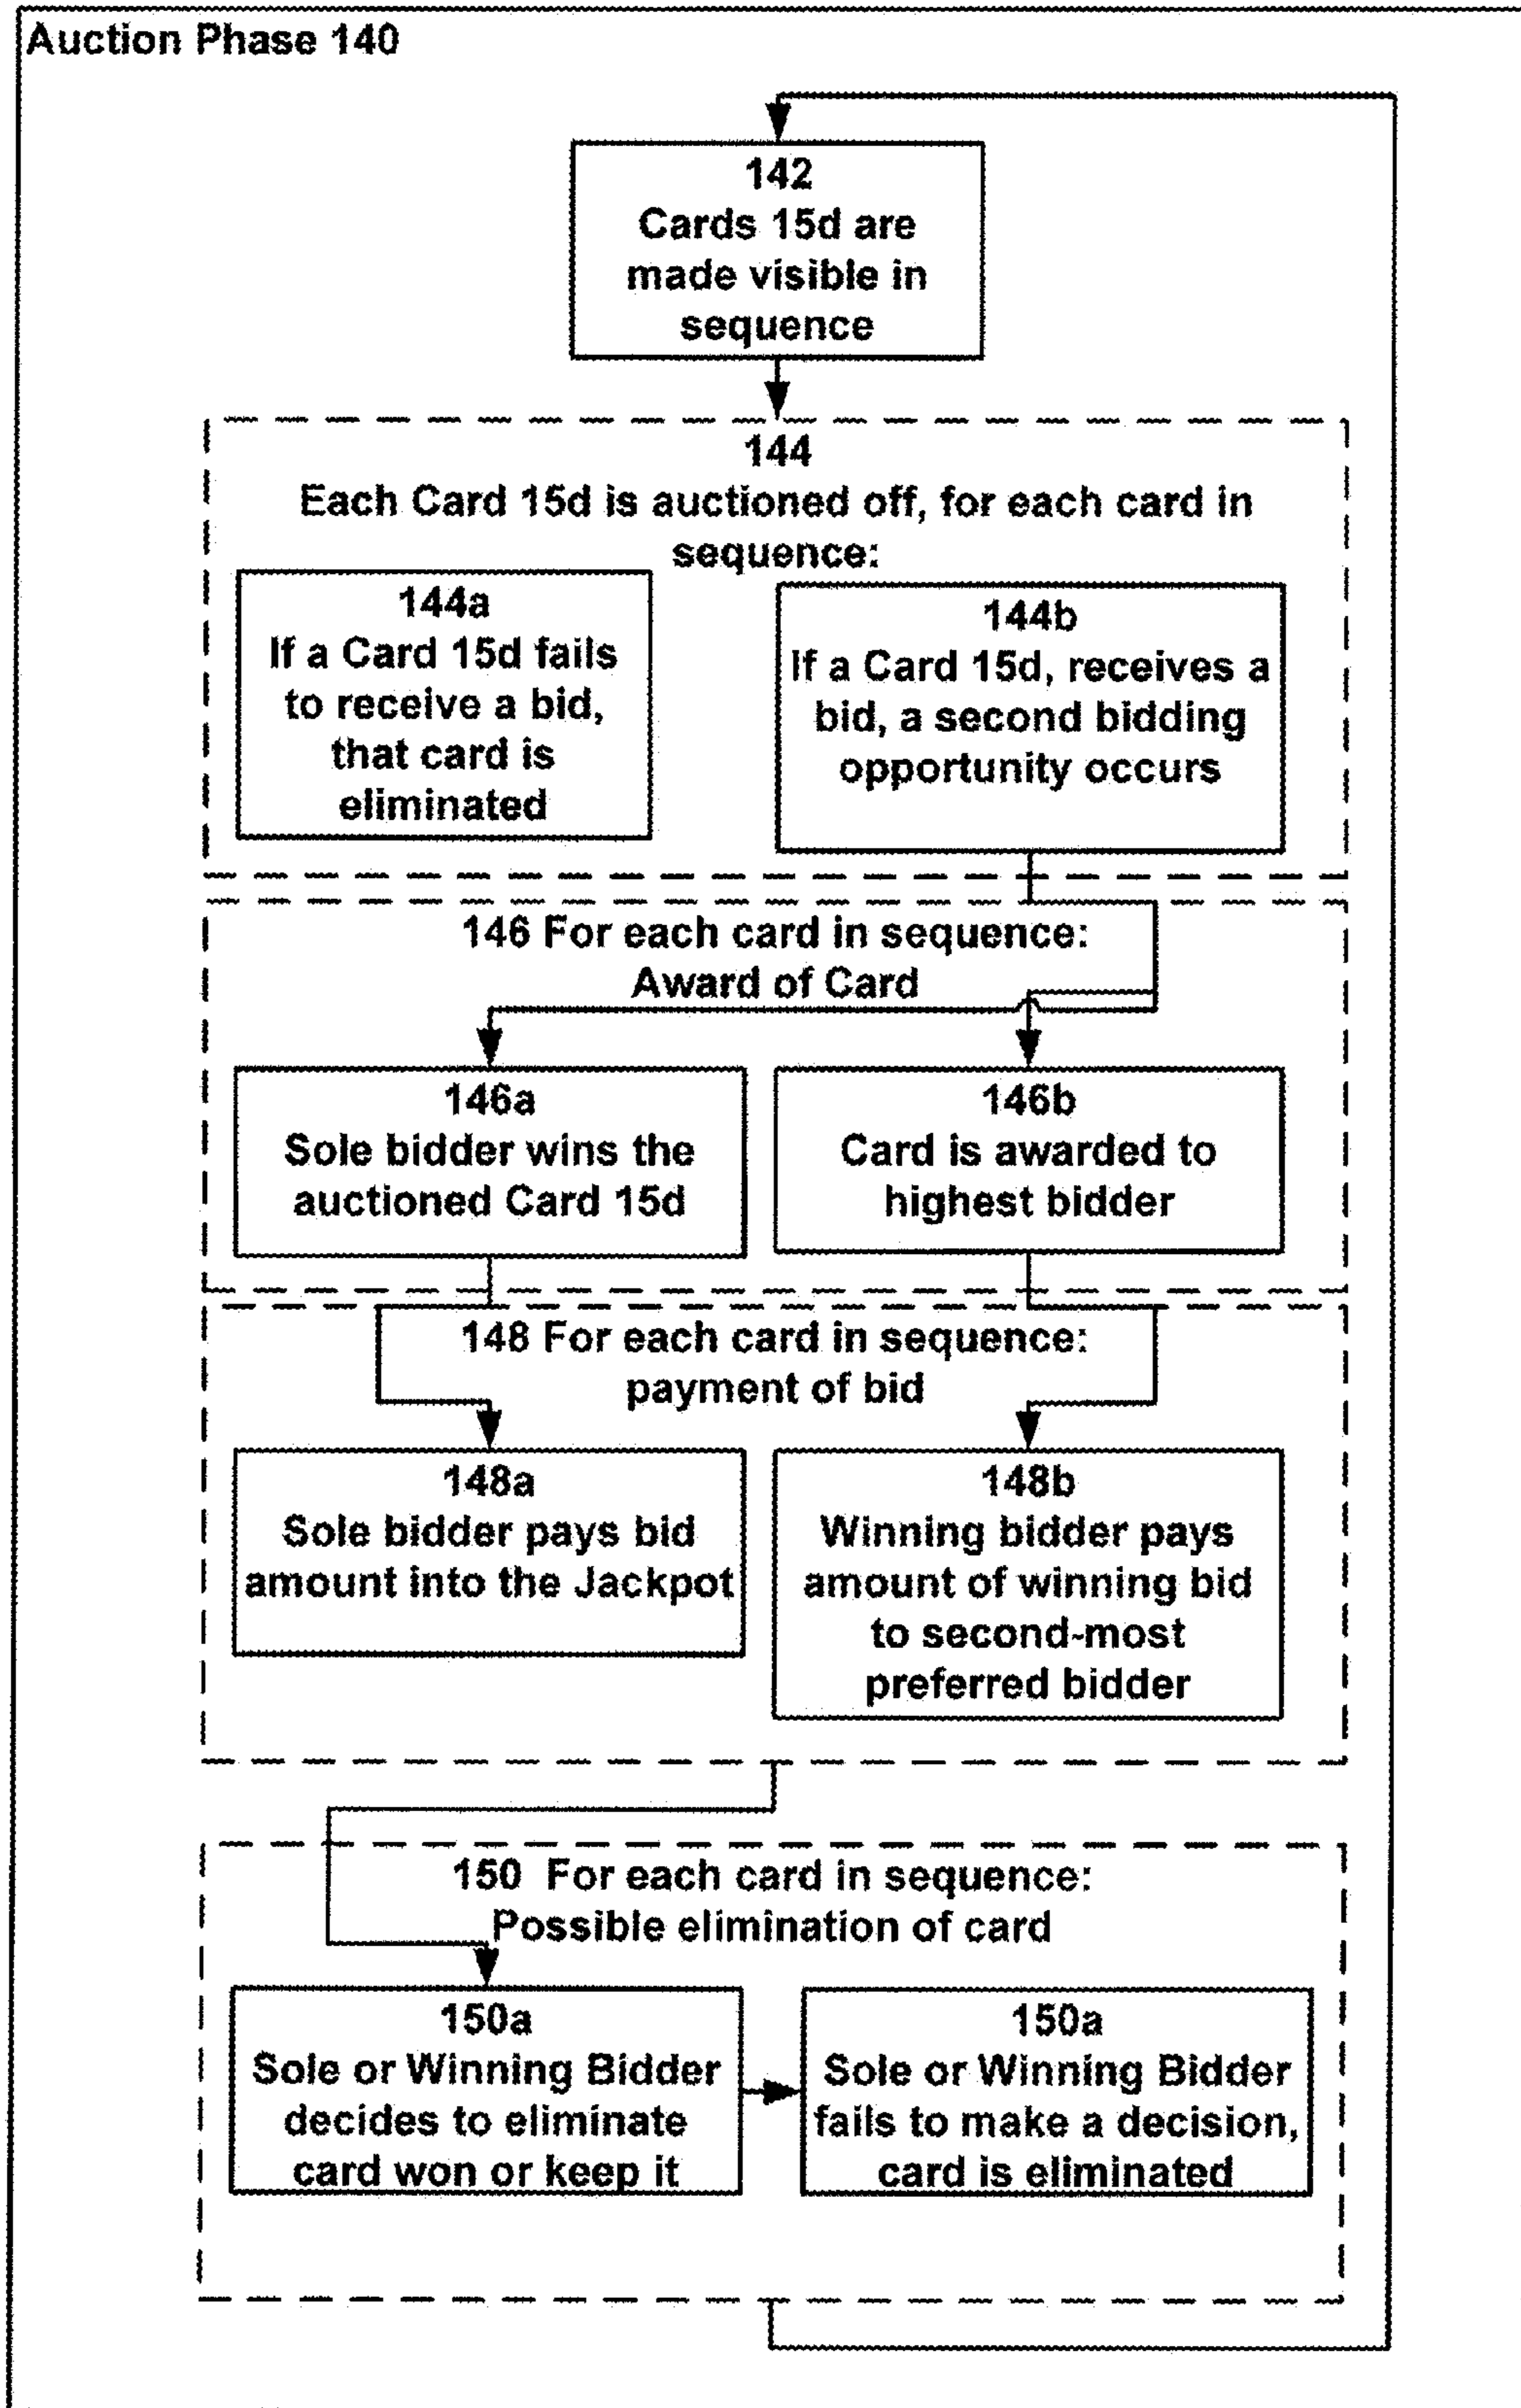 Auction Phase 140
142
Cards 15d are
made visible in
sequence
144
Each Card 15d is auctioned off, for each card in
sequence:
144a
If a Card 15d fails
to receive a bid,
that card is
eliminated
144b
If a Card 15d, receives a
bid, a second bidding
opportunity occurs
146 For each card in sequence:
Award of Card
146a
Sole bidder wins the
auctioned Card 15d
146b
Card is awarded to
highest bidder
148 For each card in sequence:
payment of bid
148a
Sole bidder pays bid
amount into the Jackpot
148b
Winning bidder pays
amount of winning bid
to second-most
preferred bidder
150 For each card in sequence:
Possible elimination of card
150a
Sole or Winning Bidder
decides to eliminate
card won or keep it
150a
Sole or Winning Bidder
fails to make a decision,
card is eliminated